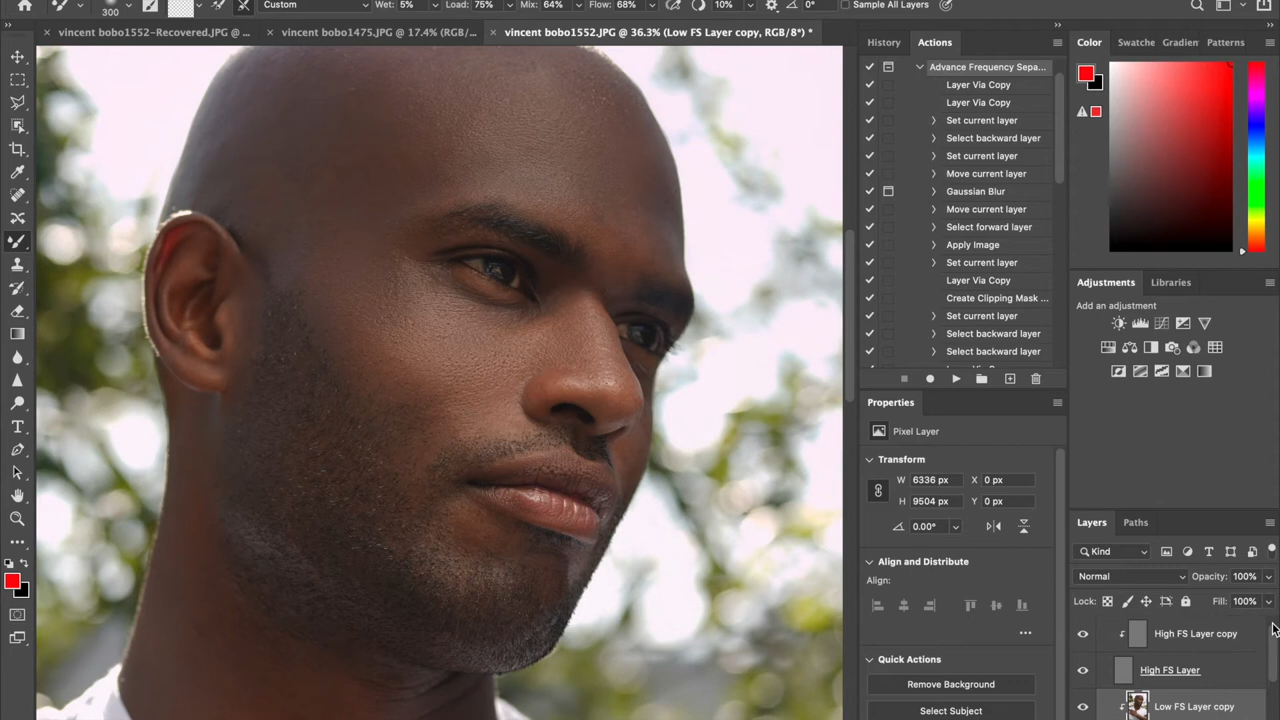 300
Custom
Wet: 5%
Load: 75%
Mix: 64%
Flow: 68%
10%
0°
Sample All Layers
vincent bobo1552-Recovered.JPG @ ...
vincent bobo1475.JPG @ 17.4% (RGB/...
vincent bobo1552.JPG @ 36.3% (Low FS Layer copy, RGB/8*) *
History
Actions
Advance Frequency Sepa...
Layer Via Copy
Layer Via Copy
Set current layer
Select backward layer
Set current layer
Move current layer
Gaussian Blur
Move current layer
Select forward layer
Apply Image
Set current layer
Layer Via Copy
Create Clipping Mask ...
Set current layer
Select backward layer
Select backward layer
Layer Via Copy
Properties
Pixel Layer
Transform
W 6336 px X 0 px
H 9504 px Y 0 px
0.00°
Align and Distribute
Align:
Quick Actions
Remove Background
Select Subject
Color
Swatche
Gradien
Patterns
Adjustments
Libraries
Add an adjustment
Layers
Paths
Kind
Normal
Opacity: 100%
Lock:
Fill: 100%
High FS Layer copy
High FS Layer
Low FS Layer copy